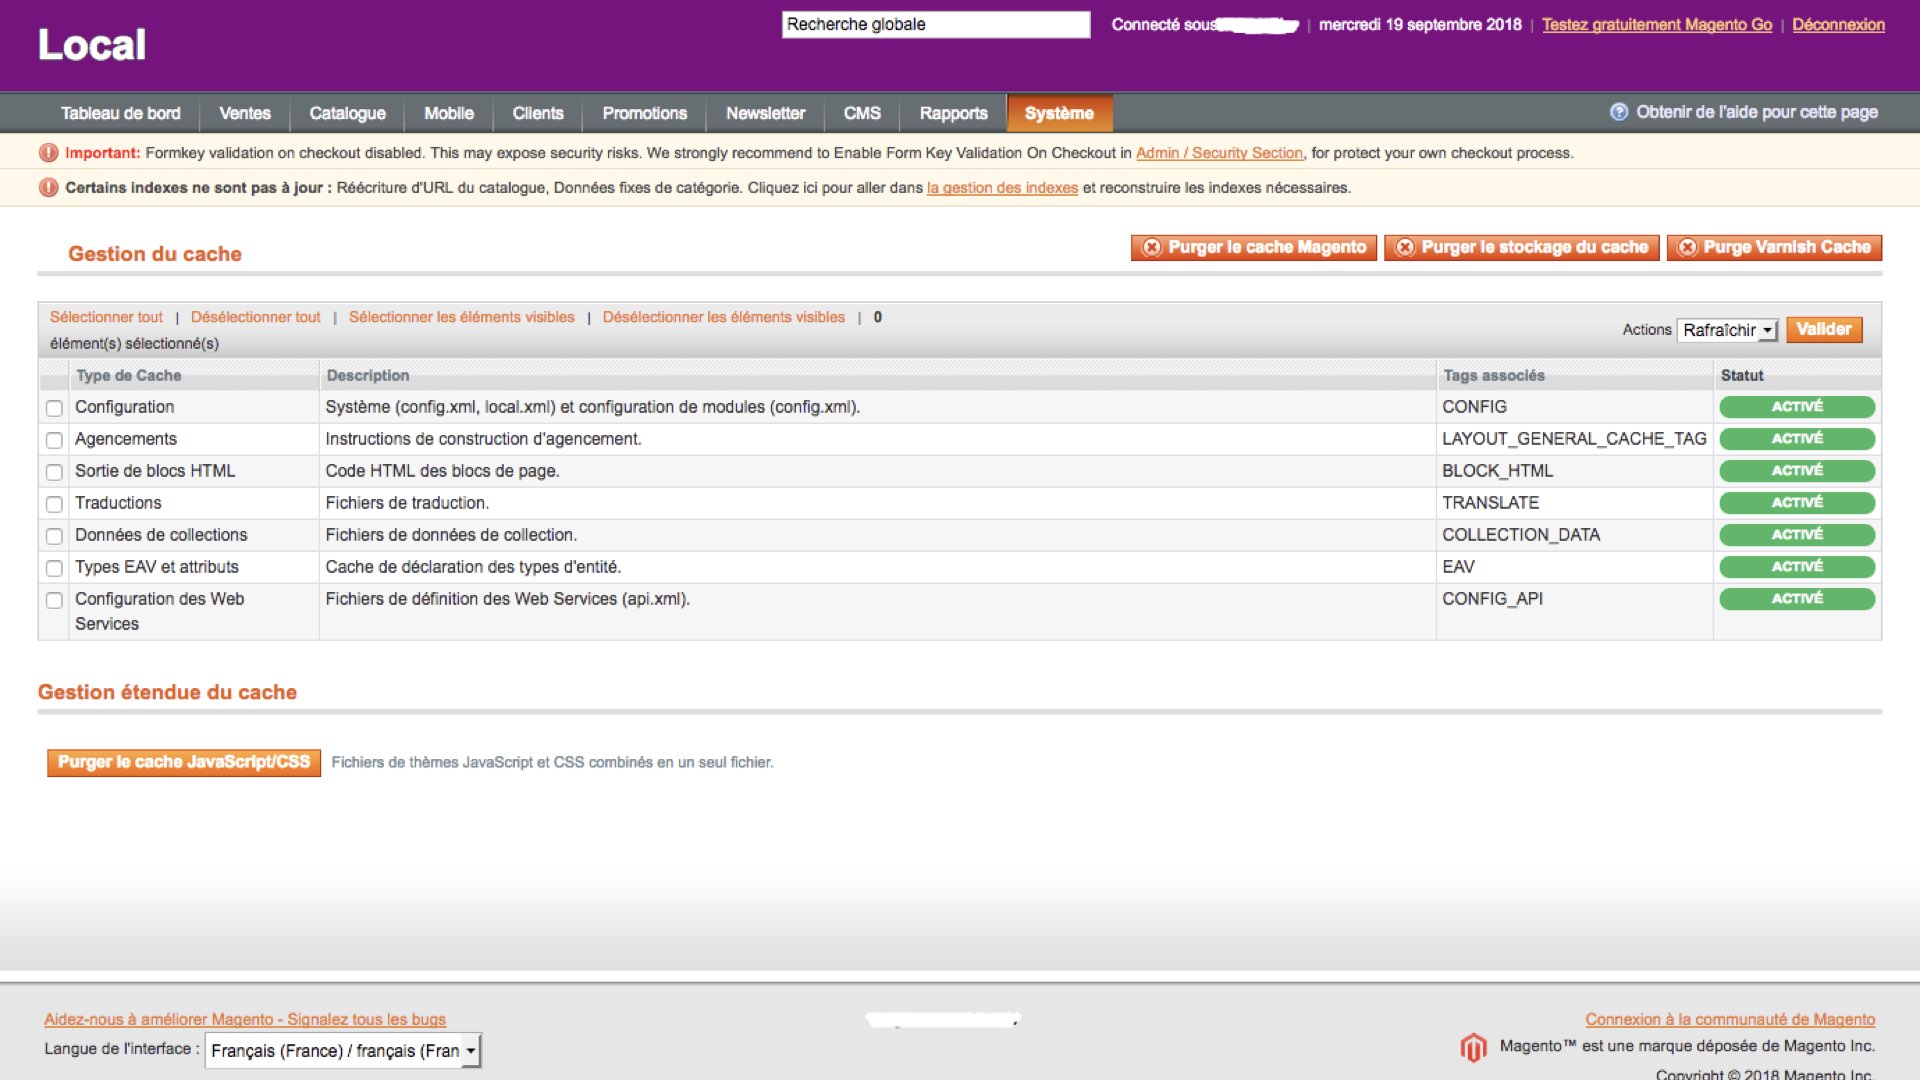 Local
Recherche globale
Connecté sous | mercredi 19 septembre 2018 | Testez gratuitement Magento Go | Déconnexion
Tableau de bord Ventes Catalogue Mobile Clients Promotions Newsletter CMS Rapports Système
Obtenir de l'aide pour cette page
Important: Formkey validation on checkout disabled. This may expose security risks. We strongly recommend to Enable Form Key Validation On Checkout in Admin / Security Section, for protect your own checkout process.
Certains indexes ne sont pas à jour : Réécriture d'URL du catalogue, Données fixes de catégorie. Cliquez ici pour aller dans la gestion des indexes et reconstruire les indexes nécessaires.
Gestion du cache
Purger le cache Magento Purger le stockage du cache Purge Varnish Cache
Sélectionner tout | Désélectionner tout | Sélectionner les éléments visibles | Désélectionner les éléments visibles | 0
élément(s) sélectionné(s)
Actions Rafraîchir Valider
Type de Cache Description Tags associés Statut
Configuration Système (config.xml, local.xml) et configuration de modules (config.xml). CONFIG ACTIVÉ
Agencements Instructions de construction d'agencement. LAYOUT_GENERAL_CACHE_TAG ACTIVÉ
Sortie de blocs HTML Code HTML des blocs de page. BLOCK_HTML ACTIVÉ
Traductions Fichiers de traduction. TRANSLATE ACTIVÉ
Données de collections Fichiers de données de collection. COLLECTION_DATA ACTIVÉ
Types EAV et attributs Cache de déclaration des types d'entité. EAV ACTIVÉ
Configuration des Web Fichiers de définition des Web Services (api.xml). CONFIG_API ACTIVÉ
Services
Gestion étendue du cache
Purger le cache JavaScript/CSS Fichiers de thèmes JavaScript et CSS combinés en un seul fichier.
Aidez-nous à améliorer Magento - Signalez tous les bugs
Langue de l'interface : Français (France) / français (Fran
Connexion à la communauté de Magento
Magento™ est une marque déposée de Magento Inc.
Copyright © 2018 Magento Inc.